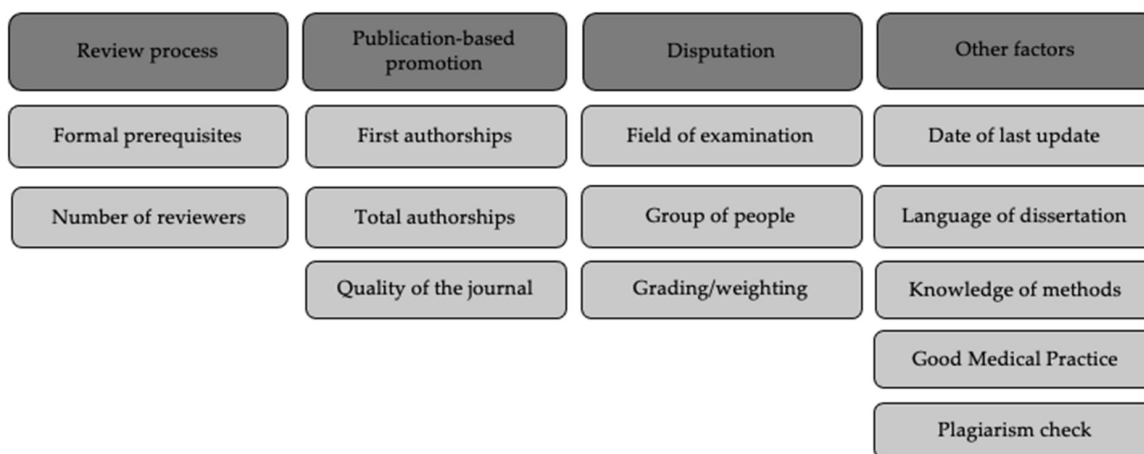 Review process
Publication-based
promotion
Disputation
Other factors
Formal prerequisites
First authorships
Field of examination
Date of last update
Number of reviewers
Total authorships
Group of people
Language of dissertation
Quality of the journal
Grading/weighting
Knowledge of methods
Good Medical Practice
Plagiarism check